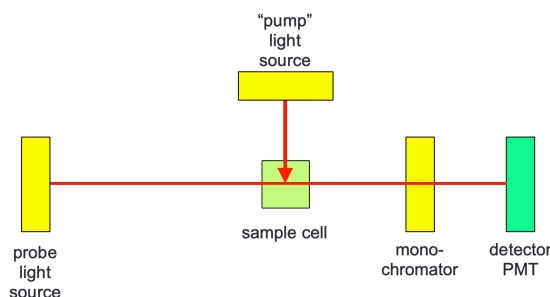 “pump”
light
source
sample cell
probe
light
source
mono-
chromator
detector
PMT